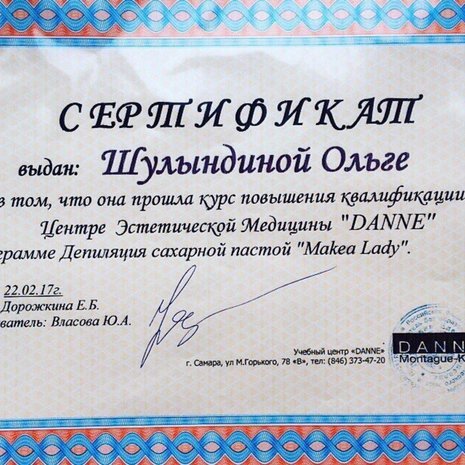 СЕРТИФИКАТ
выдан: Шулындиной Ольге
в том, что она прошла курс повышения квалификации
Центре Эстетической Медицины "DANNE"
грамме Депиляция сахарной пастой "Makea Lady".
22.02.17г.
Дорожкина Е.Б.
ватель: Власова Ю.А.
Учебный центр «DANNE»
г. Самара, ул М.Горького, 78 «В», тел: (846) 373-47-20
DANNE
Montague-K